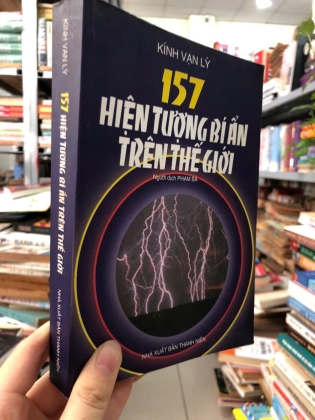 KÍNH VẠN LÝ
157
HIỆN TƯỢNG BÍ ẨN
TRÊN THẾ GIỚI
Người dịch PHẠM BÁ
NHÀ XUẤT BẢN THANH NIÊN
KÍNH VẠN LÝ
157 HIỆN TƯỢNG BÍ ẨN TRÊN THẾ GIỚI
NHÀ XUẤT BẢN THANH NIÊN